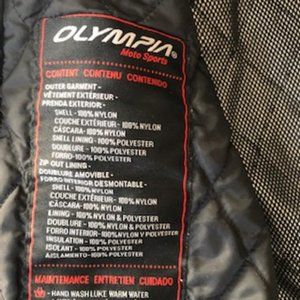 OLYMPIA®
Moto Sports
CONTENT CONTENU CONTENIDO
OUTER GARMENT -
VÊTEMENT EXTÉRIEUR -
PRENDA EXTERIOR -
SHELL - 100% NYLON
COUCHE EXTÉRIEUR - 100% NYLON
CÁSCARA - 100% NYLON
SHELL LINING - 100% POLYESTER
DOUBLURE - 100% POLYESTER
FORRO - 100% POLYESTER
ZIP OUT LINING -
DOUBLURE AMOVIBLE -
FORRO INTERIOR DESMONTABLE -
SHELL - 100% NYLON
COUCHE EXTÉRIEUR - 100% NYLON
CÁSCARA - 100% NYLON
LINING - 100% NYLON & POLYESTER
DOUBLURE - 100% NYLON & POLYESTER
FORRO INTERIOR - 100% NYLON Y POLYESTER
INSULATION - 100% POLYESTER
ISOLANT - 100% POLYESTER
AISLAMIENTO - 100% POLYESTER
MAINTENANCE ENTRETIEN CUIDADO
- HAND WASH LUKE WARM WATER